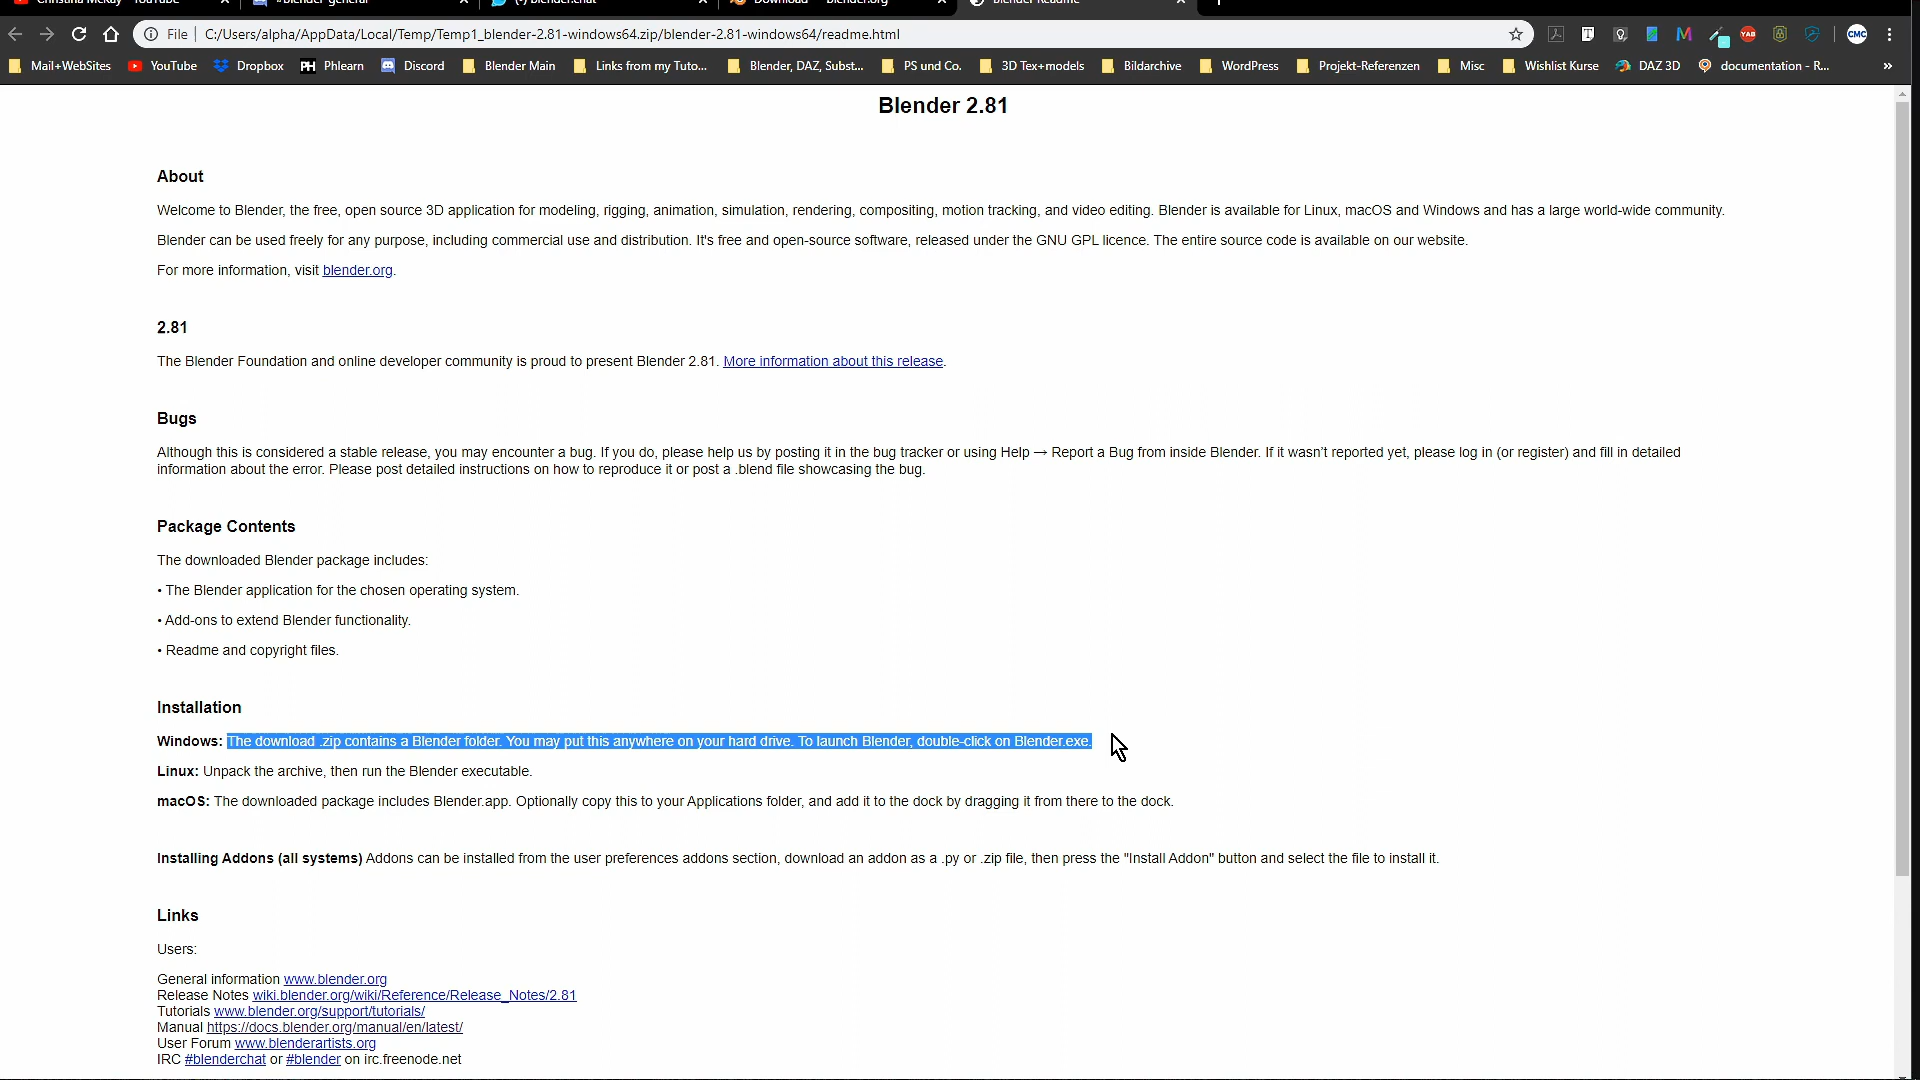 Christina McKay - YouTube
#blender-general
blender.chat
Download — blender.org
Blender Readme
File | C:/Users/alpha/AppData/Local/Temp/Temp1_blender-2.81-windows64.zip/blender-2.81-windows64/readme.html
CMC
Mail+WebSites YouTube Dropbox Phlearn Discord Blender Main Links from my Tuto... Blender, DAZ, Subst... PS und Co. 3D Tex+models Bildarchive WordPress Projekt-Referenzen Misc Wishlist Kurse DAZ 3D documentation - R... »
Blender 2.81
About
Welcome to Blender, the free, open source 3D application for modeling, rigging, animation, simulation, rendering, compositing, motion tracking, and video editing. Blender is available for Linux, macOS and Windows and has a large world-wide community.
Blender can be used freely for any purpose, including commercial use and distribution. It's free and open-source software, released under the GNU GPL licence. The entire source code is available on our website.
For more information, visit blender.org.
2.81
The Blender Foundation and online developer community is proud to present Blender 2.81. More information about this release.
Bugs
Although this is considered a stable release, you may encounter a bug. If you do, please help us by posting it in the bug tracker or using Help → Report a Bug from inside Blender. If it wasn’t reported yet, please log in (or register) and fill in detailed
information about the error. Please post detailed instructions on how to reproduce it or post a .blend file showcasing the bug.
Package Contents
The downloaded Blender package includes:
• The Blender application for the chosen operating system.
• Add-ons to extend Blender functionality.
• Readme and copyright files.
Installation
Windows: The download .zip contains a Blender folder. You may put this anywhere on your hard drive. To launch Blender, double-click on Blender.exe.
Linux: Unpack the archive, then run the Blender executable.
macOS: The downloaded package includes Blender.app. Optionally copy this to your Applications folder, and add it to the dock by dragging it from there to the dock.
Installing Addons (all systems) Addons can be installed from the user preferences addons section, download an addon as a .py or .zip file, then press the "Install Addon" button and select the file to install it.
Links
Users:
General information www.blender.org
Release Notes wiki.blender.org/wiki/Reference/Release_Notes/2.81
Tutorials www.blender.org/support/tutorials/
Manual https://docs.blender.org/manual/en/latest/
User Forum www.blenderartists.org
IRC #blenderchat or #blender on irc.freenode.net